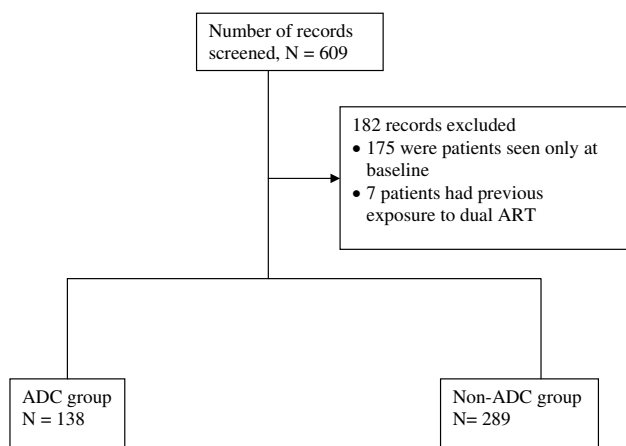 Number of records
screened, N = 609
182 records excluded
• 175 were patients seen only at
baseline
• 7 patients had previous
exposure to dual ART
ADC group
N = 138
Non-ADC group
N= 289